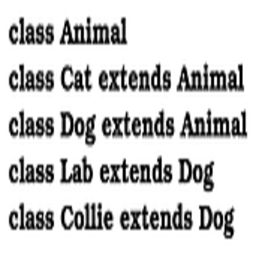 class Animal
class Cat extends Animal
class Dog extends Animal
class Lab extends Dog
class Collie extends Dog